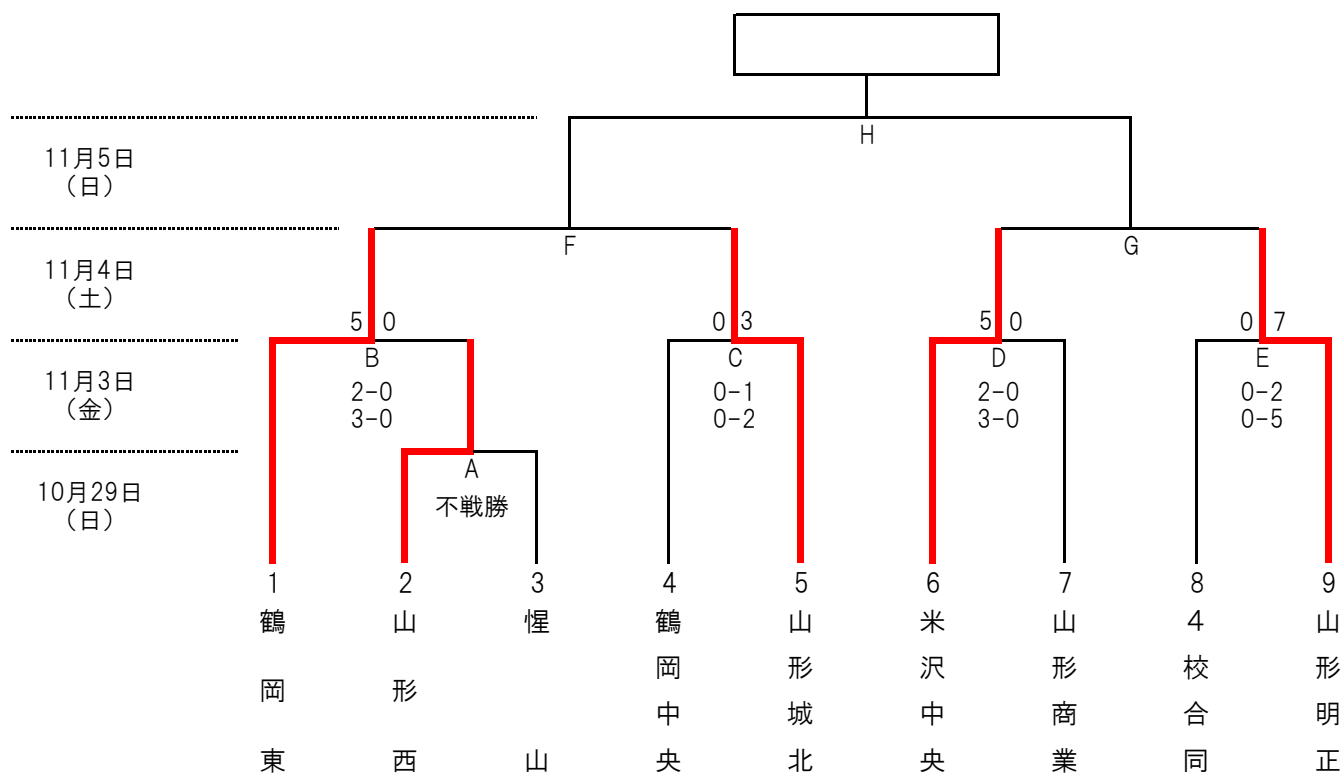 H
11月5日
（日）
F
G
11月4日
（土）
5 0
0 3
5 0
0 7
B
C
D
E
11月3日
（金）
2-0
3-0
0-1
0-2
2-0
3-0
0-2
0-5
A
不戦勝
10月29日
（日）
1
2
3
4
5
6
7
8
9
鶴岡東
山形西
惺山
鶴岡中央
山形城北
米沢中央
山形商業
４校合同
山形明正